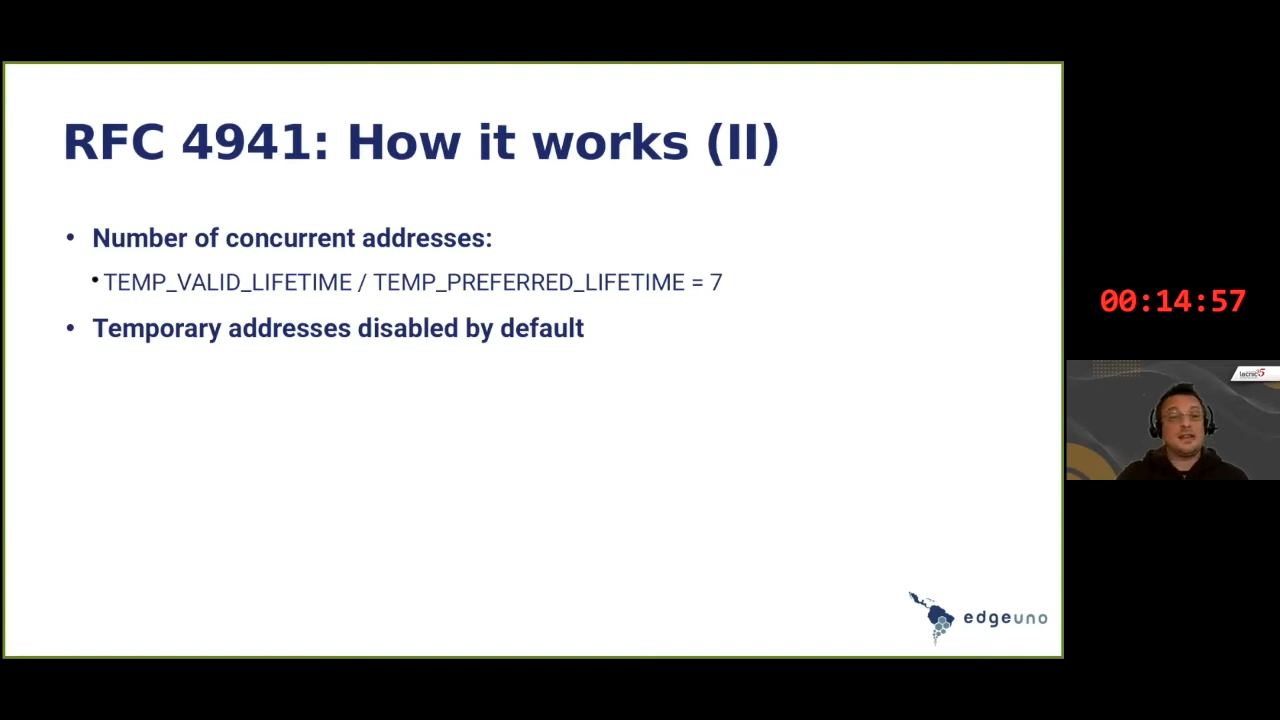 RFC 4941: How it works (II)
• Number of concurrent addresses:
• TEMP_VALID_LIFETIME / TEMP_PREFERRED_LIFETIME = 7
• Temporary addresses disabled by default
00:14:57
lacnic35
edgeuno